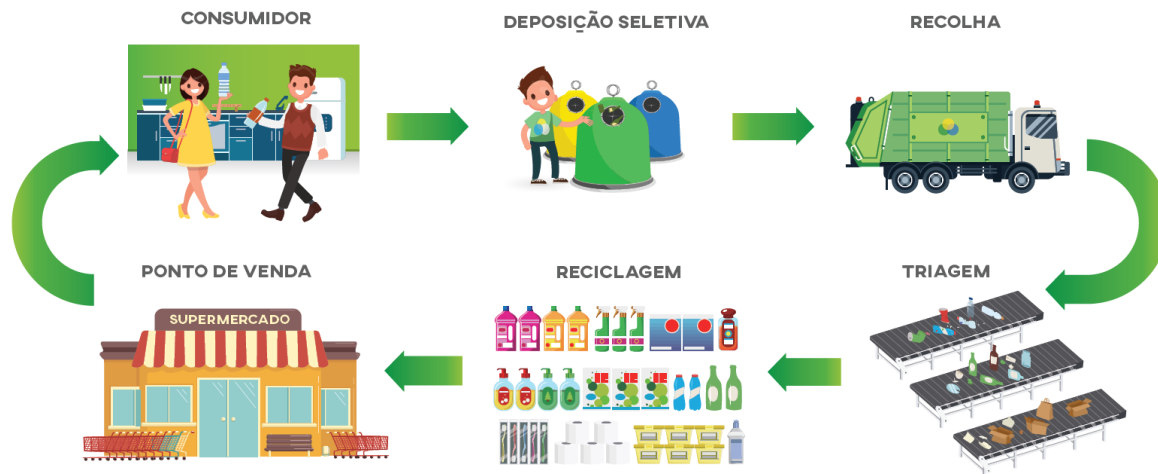 CONSUMIDOR
DEPOSIÇÃO SELETIVA
RECOLHA
PONTO DE VENDA
RECICLAGEM
TRIAGEM
SUPERMERCADO